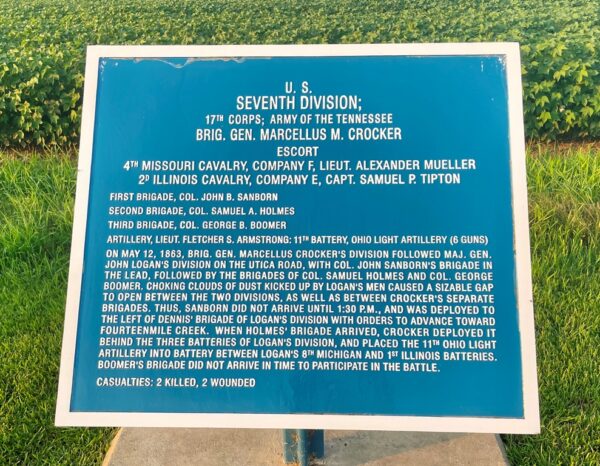 U. S.
SEVENTH DIVISION;
17TH CORPS; ARMY OF THE TENNESSEE
BRIG. GEN. MARCELLUS M. CROCKER
ESCORT
4TH MISSOURI CAVALRY, COMPANY F, LIEUT. ALEXANDER MUELLER
2D ILLINOIS CAVALRY, COMPANY E, CAPT. SAMUEL P. TIPTON
FIRST BRIGADE, COL. JOHN B. SANBORN
SECOND BRIGADE, COL. SAMUEL A. HOLMES
THIRD BRIGADE, COL. GEORGE B. BOOMER
ARTILLERY, LIEUT. FLETCHER S. ARMSTRONG: 11TH BATTERY, OHIO LIGHT ARTILLERY (6 GUNS)
ON MAY 12, 1863, BRIG. GEN. MARCELLUS CROCKER'S DIVISION FOLLOWED MAJ. GEN.
JOHN LOGAN'S DIVISION ON THE UTICA ROAD, WITH COL. JOHN SANBORN'S BRIGADE IN
THE LEAD, FOLLOWED BY THE BRIGADES OF COL. SAMUEL HOLMES AND COL. GEORGE
BOOMER. CHOKING CLOUDS OF DUST KICKED UP BY LOGAN'S MEN CAUSED A SIZABLE GAP
TO OPEN BETWEEN THE TWO DIVISIONS, AS WELL AS BETWEEN CROCKER'S SEPARATE
BRIGADES. THUS, SANBORN DID NOT ARRIVE UNTIL 1:30 P.M., AND WAS DEPLOYED TO
THE LEFT OF DENNIS' BRIGADE OF LOGAN'S DIVISION WITH ORDERS TO ADVANCE TOWARD
FOURTEENMILE CREEK. WHEN HOLMES' BRIGADE ARRIVED, CROCKER DEPLOYED IT
BEHIND THE THREE BATTERIES OF LOGAN'S DIVISION, AND PLACED THE 11TH OHIO LIGHT
ARTILLERY INTO BATTERY BETWEEN LOGAN'S 8TH MICHIGAN AND 1ST ILLINOIS BATTERIES.
BOOMER'S BRIGADE DID NOT ARRIVE IN TIME TO PARTICIPATE IN THE BATTLE.
CASUALTIES: 2 KILLED, 2 WOUNDED